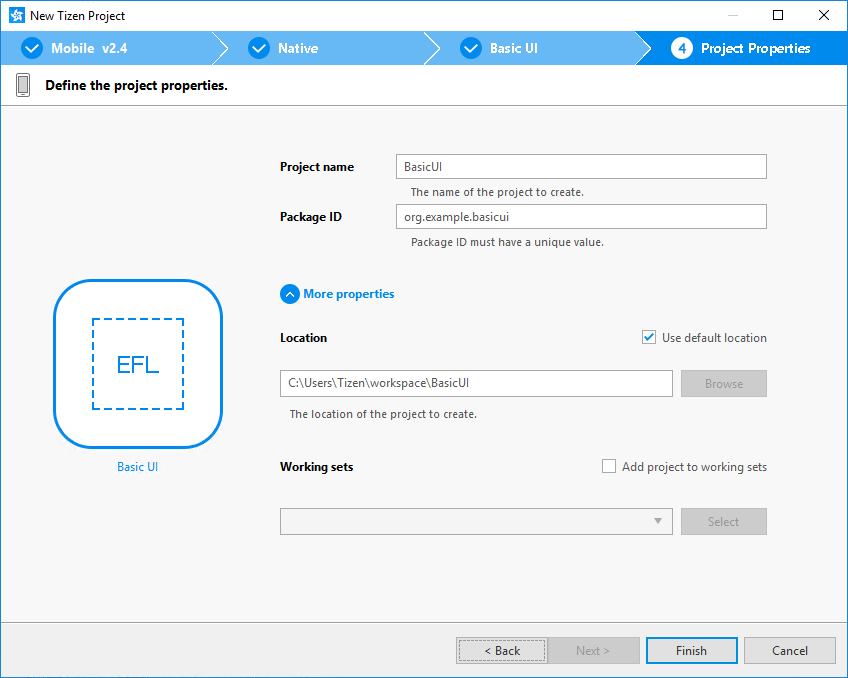 New Tizen Project
Mobile v2.4
Native
Basic UI
4 Project Properties
Define the project properties.
Project name
BasicUI
The name of the project to create.
Package ID
org.example.basicui
Package ID must have a unique value.
More properties
Location
Use default location
C:\Users\Tizen\workspace\BasicUI
Browse
The location of the project to create.
EFL
Basic UI
Working sets
Add project to working sets
Select
< Back
Next >
Finish
Cancel